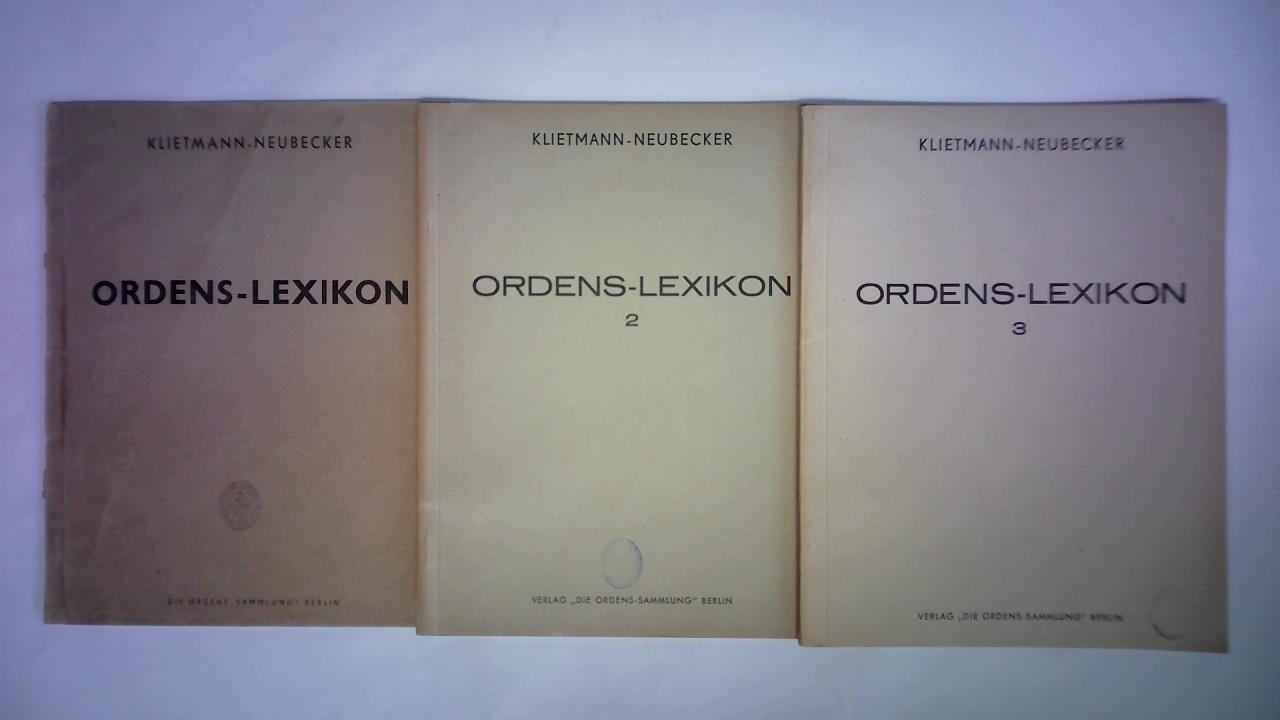 KLIETMANN-NEUBECKER
ORDENS-LEXIKON
„DIE ORDENS-SAMMLUNG" BERLIN
KLIETMANN-NEUBECKER
ORDENS-LEXIKON
2
VERLAG „DIE ORDENS-SAMMLUNG" BERLIN
KLIETMANN-NEUBECKER
ORDENS-LEXIKON
3
VERLAG „DIE ORDENS-SAMMLUNG" BERLIN